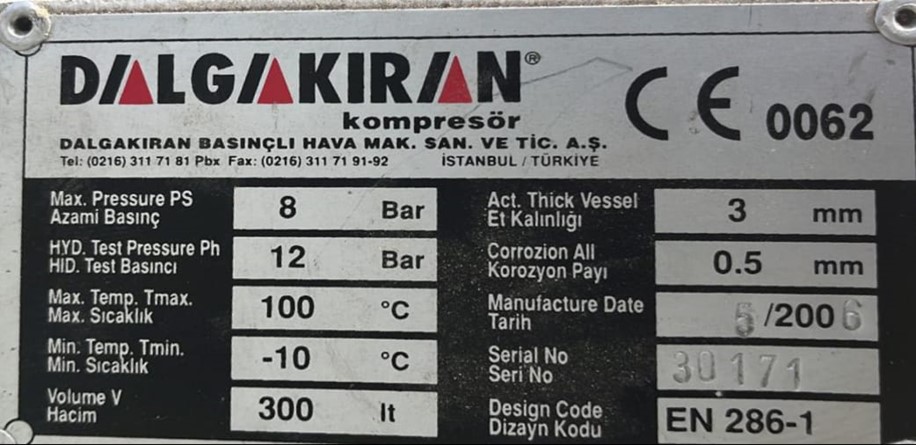 DALGAKIRAN®
kompresör
DALGAKIRAN BASINÇLI HAVA MAK. SAN. VE TİC. A.Ş.
Tel: (0216) 311 71 81 Pbx Fax: (0216) 311 71 91-92 İSTANBUL / TÜRKİYE
CE 0062
Max. Pressure PS
Azami Basınç
8 Bar
HYD. Test Pressure Ph
HID. Test Basıncı
12 Bar
Max. Temp. Tmax.
Max. Sıcaklık
100 °C
Min. Temp. Tmin.
Min. Sıcaklık
-10 °C
Volume V
Hacim
300 lt
Act. Thick Vessel
Et Kalınlığı
3 mm
Corrozion All
Korozyon Payı
0.5 mm
Manufacture Date
Tarih
5/2006
Serial No
Seri No
30171
Design Code
Dizayn Kodu
EN 286-1